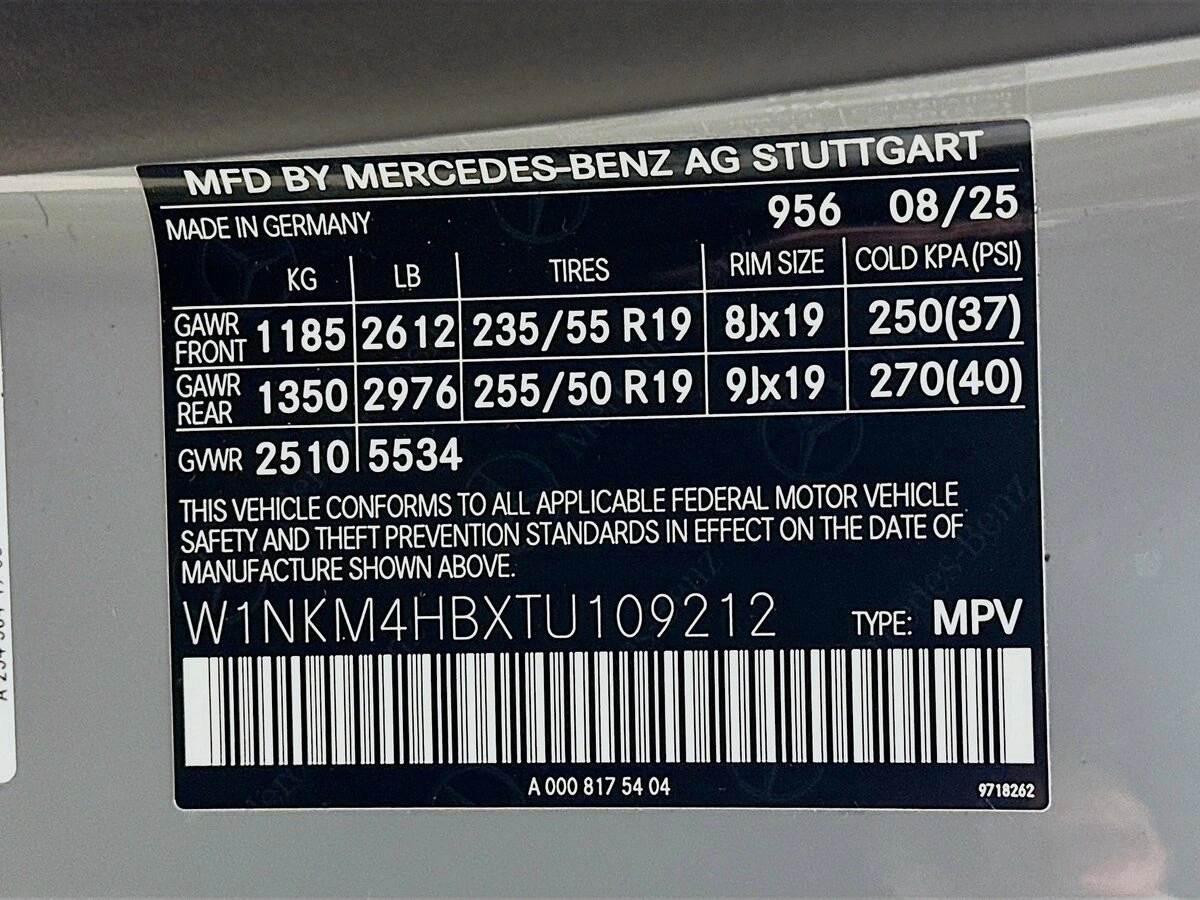 MFD BY MERCEDES-BENZ AG STUTTGART
MADE IN GERMANY 956 08/25
KG LB TIRES RIM SIZE COLD KPA (PSI)
GAWR FRONT 1185 2612 235/55 R19 8Jx19 250(37)
GAWR REAR 1350 2976 255/50 R19 9Jx19 270(40)
GVWR 2510 5534
THIS VEHICLE CONFORMS TO ALL APPLICABLE FEDERAL MOTOR VEHICLE
SAFETY AND THEFT PREVENTION STANDARDS IN EFFECT ON THE DATE OF
MANUFACTURE SHOWN ABOVE.
W1NKM4HBXTU109212 TYPE: MPV
A 000 817 54 04
9718262